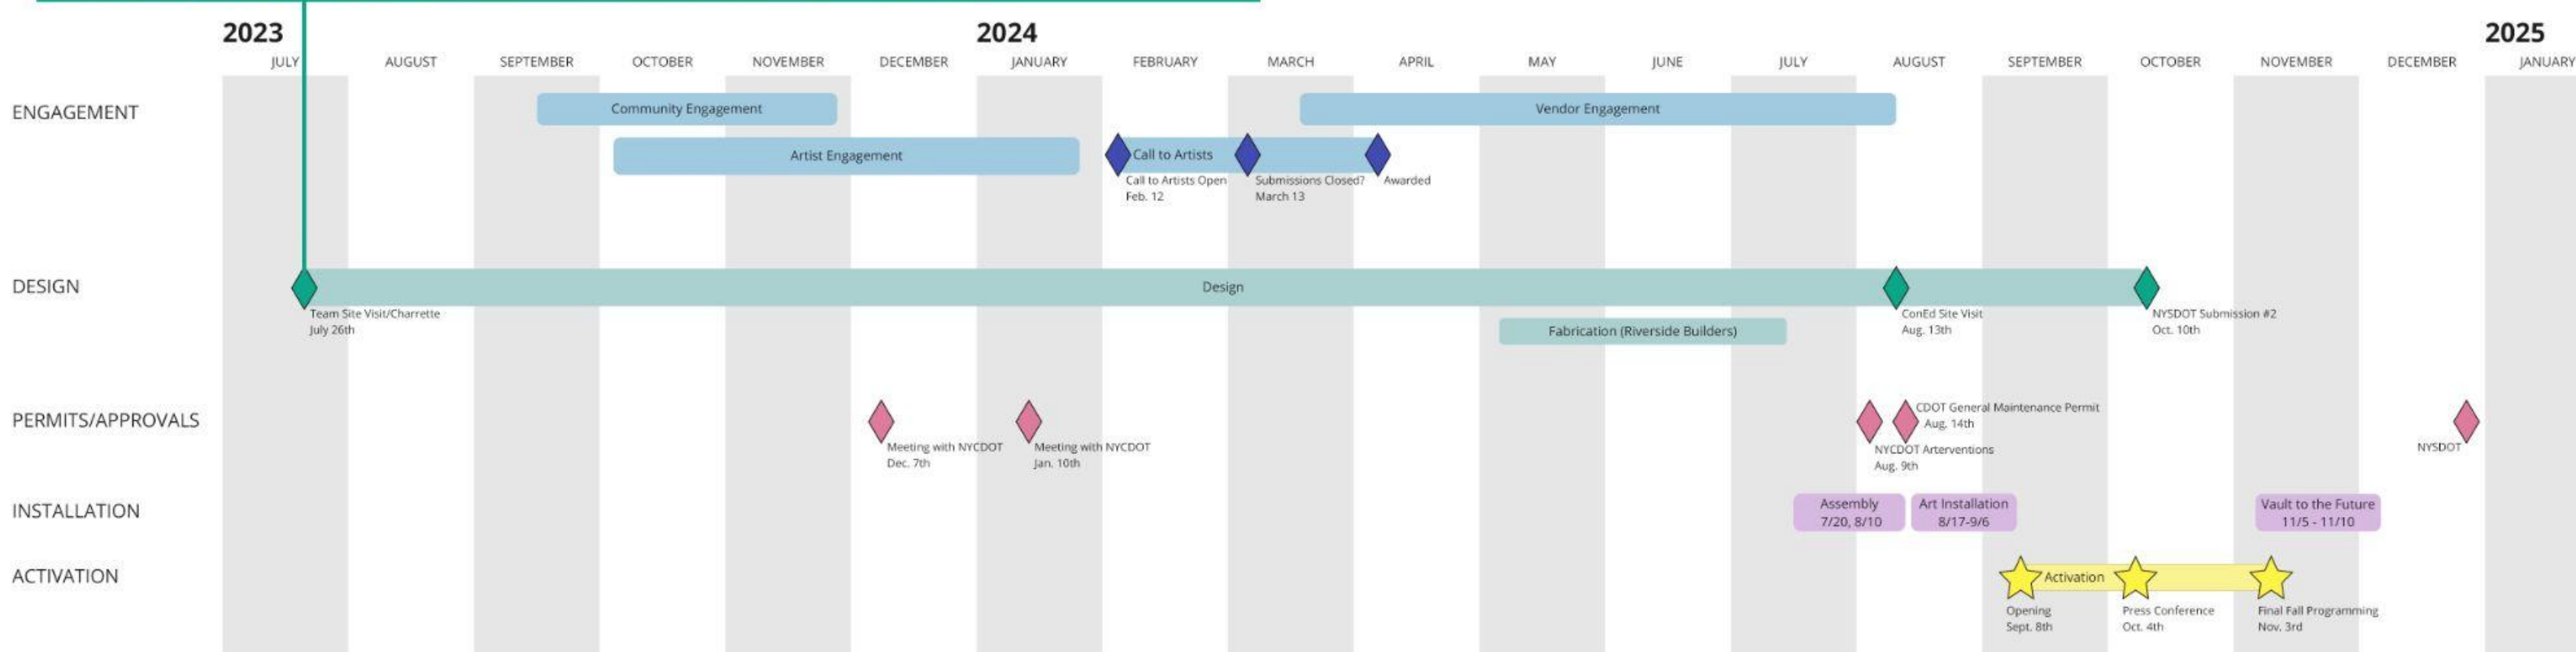 2023 2024 2025
JULY AUGUST SEPTEMBER OCTOBER NOVEMBER DECEMBER JANUARY FEBRUARY MARCH APRIL MAY JUNE JULY AUGUST SEPTEMBER OCTOBER NOVEMBER DECEMBER JANUARY
ENGAGEMENT
Community Engagement
Vendor Engagement
Artist Engagement
Call to Artists
Call to Artists Open
Feb. 12
Submissions Closed?
March 13
Awarded
DESIGN
Design
Team Site Visit/Charrette
July 26th
ConEd Site Visit
Aug. 13th
NYSDOT Submission #2
Oct. 10th
Fabrication (Riverside Builders)
PERMITS/APPROVALS
Meeting with NYCDOT
Dec. 7th
Meeting with NYCDOT
Jan. 10th
CDOT General Maintenance Permit
Aug. 14th
NYCDOT Arterventions
Aug. 9th
NYSDOT
INSTALLATION
Assembly
7/20, 8/10
Art Installation
8/17-9/6
Vault to the Future
11/5 - 11/10
ACTIVATION
Activation
Opening
Sept. 8th
Press Conference
Oct. 4th
Final Fall Programming
Nov. 3rd